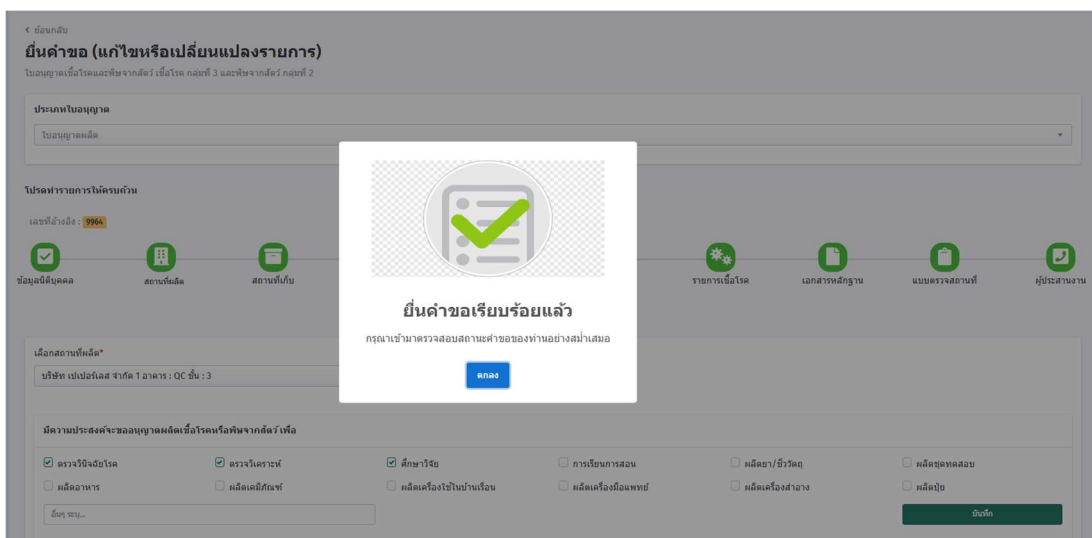 ย้อนกลับ
ยื่นคำขอ (แก้ไขหรือเปลี่ยนแปลงรายการ)
ใบอนุญาตเชื้อโรคและพิษจากสัตว์ เชื้อโรค กลุ่มที่ 3 และพิษจากสัตว์ กลุ่มที่ 2
ประเภทใบอนุญาต
ใบอนุญาตผลิต
โปรดทำรายการให้ครบถ้วน
เลขที่อ้างอิง : 9964
ข้อมูลนิติบุคคล สถานที่ผลิต สถานที่เก็บ รายการเชื้อโรค เอกสารหลักฐาน แบบตรวจสถานที่ ผู้ประสานงาน
ยื่นคำขอเรียบร้อยแล้ว
กรุณาเข้ามาตรวจสอบสถานะคำขอของท่านอย่างสม่ำเสมอ
ตกลง
เลือกสถานที่ผลิต*
บริษัท เปเปอร์เลส จำกัด 1 อาคาร : QC ชั้น : 3
มีความประสงค์จะขออนุญาตผลิตเชื้อโรคหรือพิษจากสัตว์ เพื่อ
ตรวจวินิจฉัยโรค ตรวจวิเคราะห์ ศึกษาวิจัย การเรียนการสอน ผลิตยา/ชีววัตถุ ผลิตชุดทดสอบ
ผลิตอาหาร ผลิตเคมีภัณฑ์ ผลิตเครื่องใช้ในบ้านเรือน ผลิตเครื่องมือแพทย์ ผลิตเครื่องสำอาง ผลิตปุ๋ย
อื่นๆ ระบุ... บันทึก